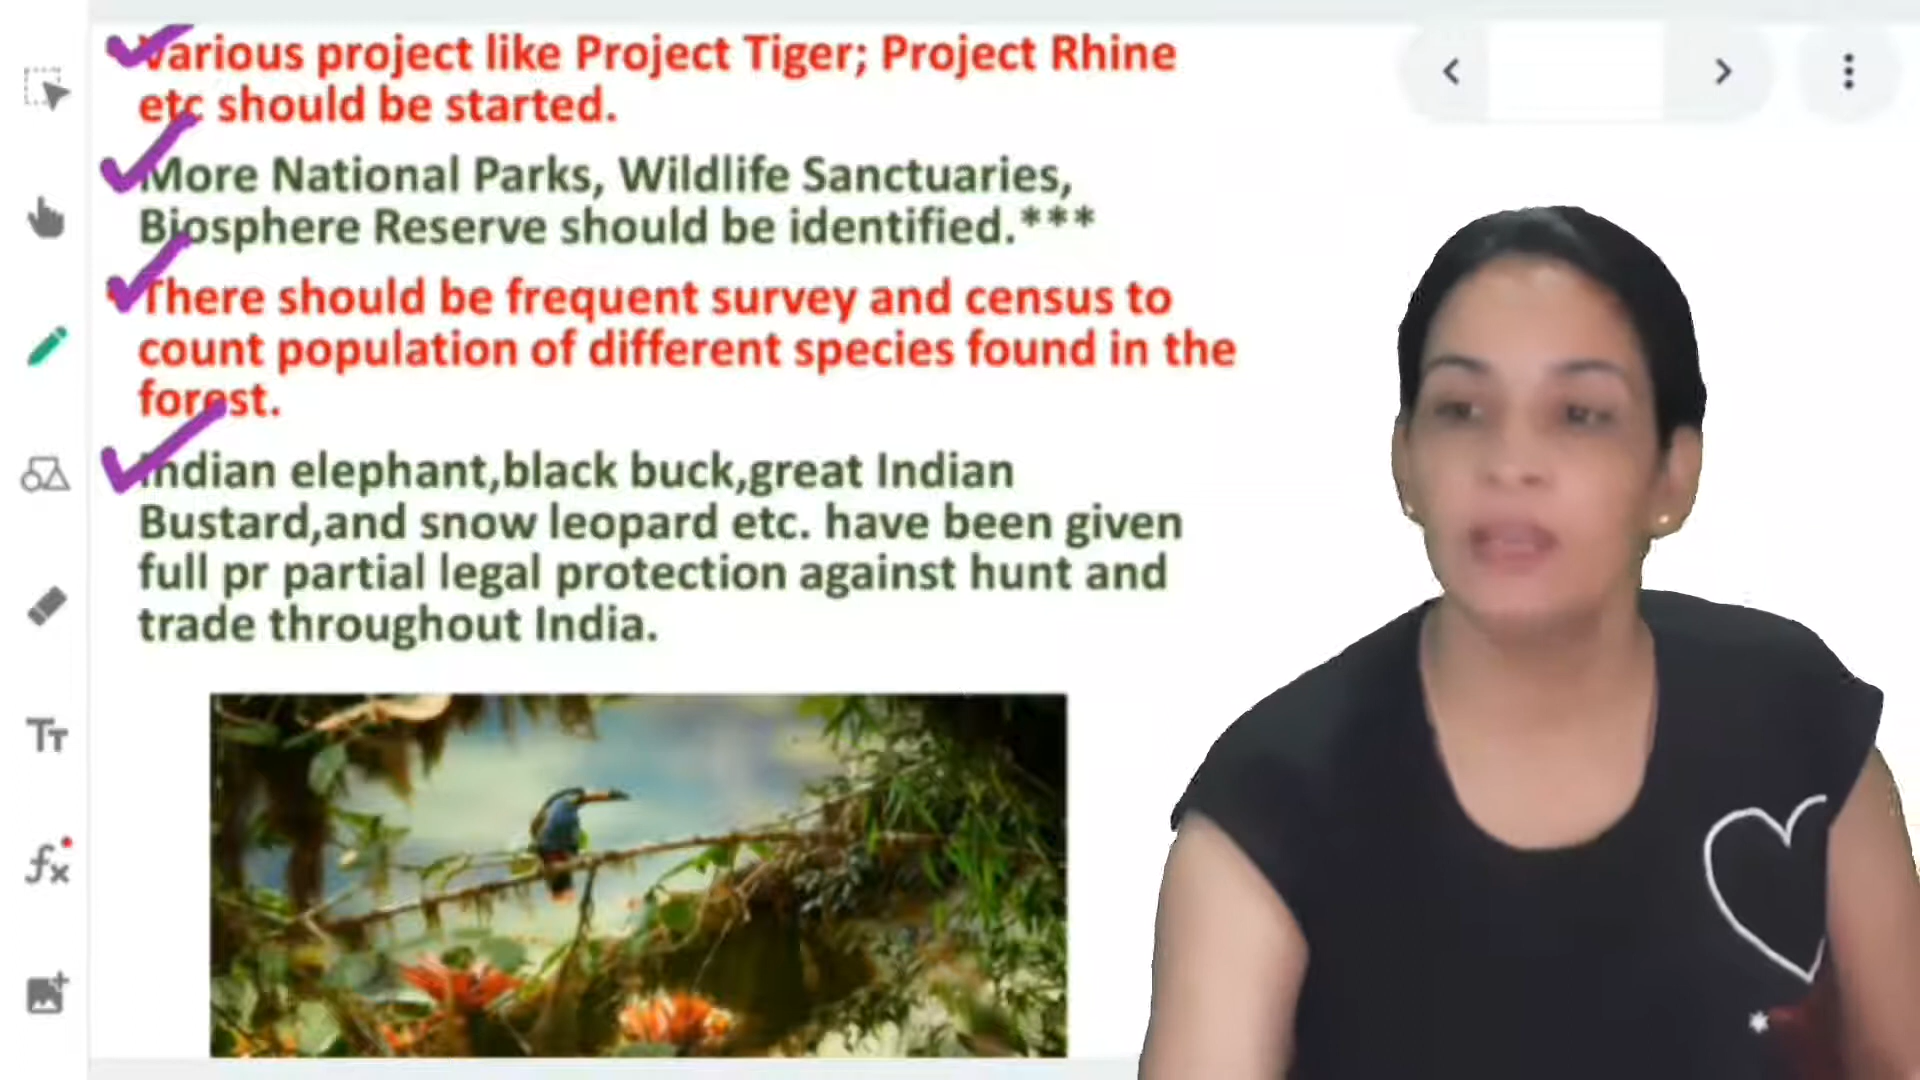 Various project like Project Tiger; Project Rhine
etc should be started.
More National Parks, Wildlife Sanctuaries,
Biosphere Reserve should be identified.***
There should be frequent survey and census to
count population of different species found in the
forest.
Indian elephant,black buck,great Indian
Bustard,and snow leopard etc. have been given
full pr partial legal protection against hunt and
trade throughout India.
TT
fx